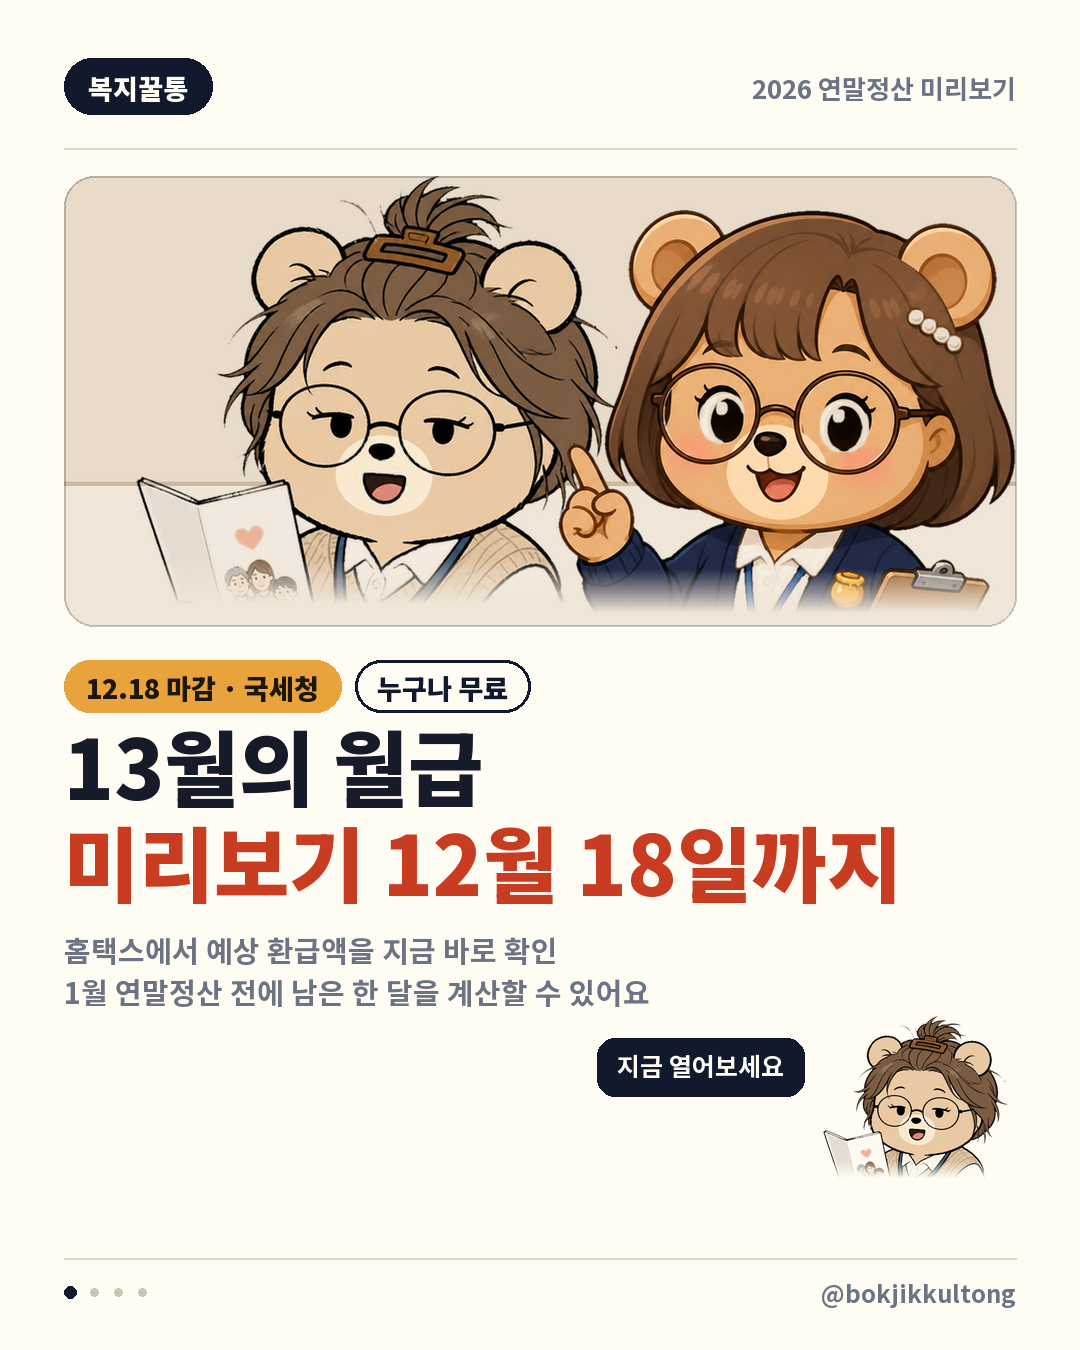 복지꿀통
2026 연말정산 미리보기
12.18 마감 · 국세청
누구나 무료
13월의 월급
미리보기 12월 18일까지
홈택스에서 예상 환급액을 지금 바로 확인
1월 연말정산 전에 남은 한 달을 계산할 수 있어요
지금 열어보세요
@bokjikkultong